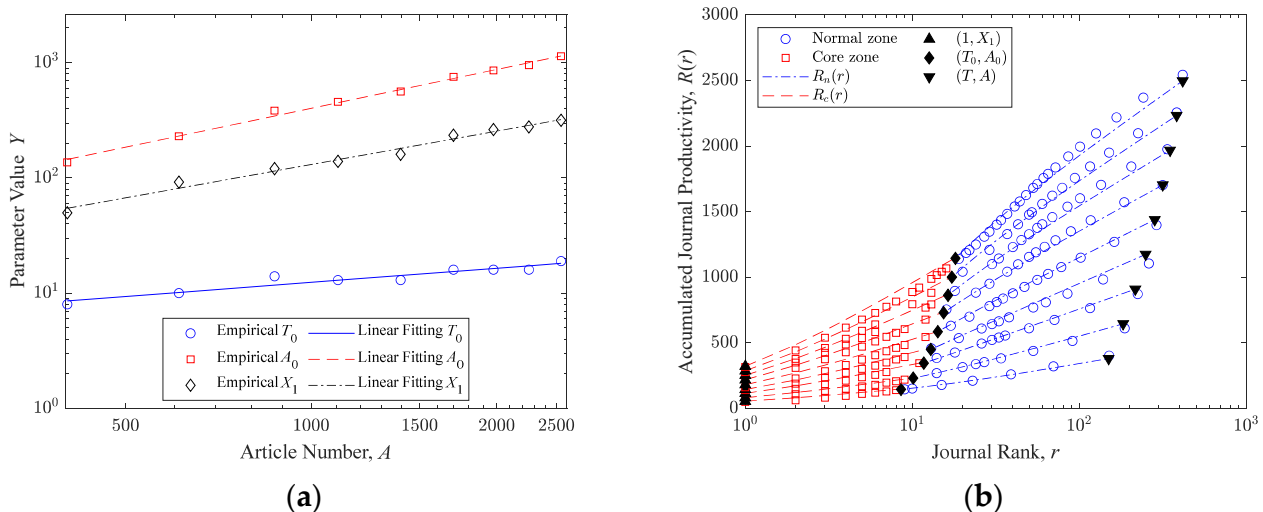 10^3
10^2
10^1
10^0
Parameter Value Y
500 1000 1500 2000 2500
Article Number, A
Empirical T_0 Linear Fitting T_0
Empirical A_0 Linear Fitting A_0
Empirical X_1 Linear Fitting X_1
(a)
3000
2500
2000
1500
1000
500
0
Accumulated Journal Productivity, R(r)
10^0 10^1 10^2 10^3
Journal Rank, r
Normal zone (1, X_1)
Core zone (T_0, A_0)
R_n(r) (T, A)
R_c(r)
(b)